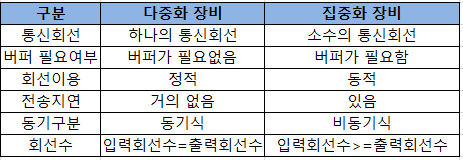 구분 다중화 장비 집중화 장비
통신회선 하나의 통신회선 소수의 통신회선
버퍼 필요여부 버퍼가 필요없음 버퍼가 필요함
회선이용 정적 동적
전송지연 거의 없음 있음
동기구분 동기식 비동기식
회선수 입력회선수=출력회선수 입력회선수>=출력회선수